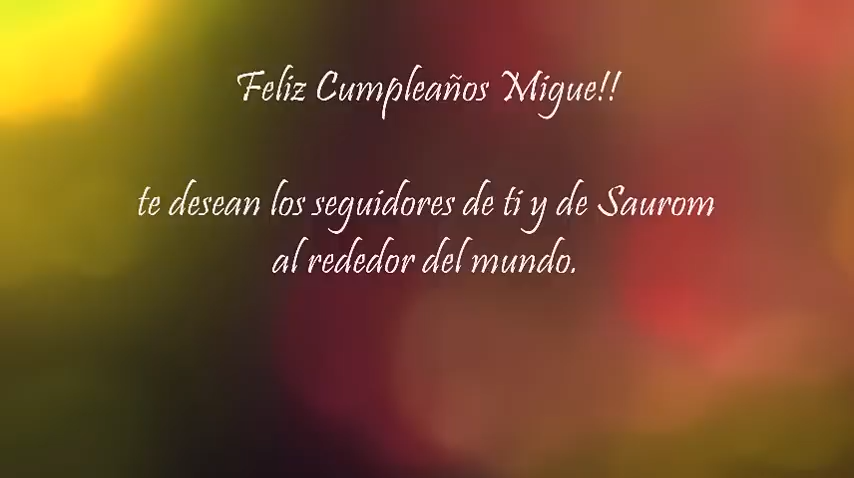 Feliz Cumpleaños Migue!!
te desean los seguidores de ti y de Saurom
al rededor del mundo.